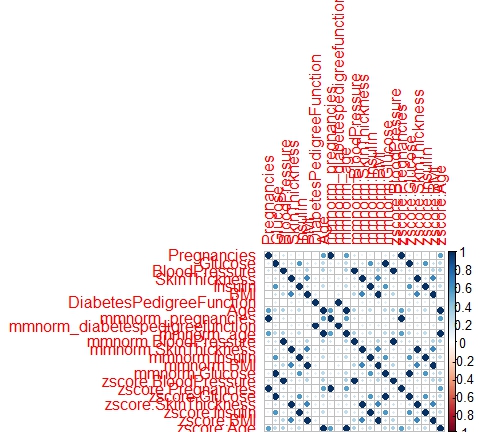 Pregnancies
Glucose
BloodPressure
SkinThickness
Insulin
BMI
DiabetesPedigreeFunction
Age
mmnorm_pregnancies
mmnorm_diabetespedigreefunction
mmnorm_age
mmnorm.BloodPressure
mmnorm.SkinThickness
mmnorm.Insulin
mmnorm.BMI
mmnorm.Glucose
zscore.BloodPressure
zscore.Pregnancies
zscore.Glucose
zscore.SkinThickness
zscore.Insulin
zscore.BMI
zscore.Age
Pregnancies
Glucose
BloodPressure
SkinThickness
Insulin
BMI
DiabetesPedigreeFunction
Age
mmnorm_pregnancies
mmnorm_diabetespedigreefunction
mmnorm_age
mmnorm.BloodPressure
mmnorm.SkinThickness
mmnorm.Insulin
mmnorm.BMI
mmnorm.Glucose
zscore.BloodPressure
zscore.Pregnancies
zscore.Glucose
zscore.SkinThickness
zscore.Insulin
zscore.BMI
zscore.Age
1
0.8
0.6
0.4
0.2
0
-0.2
-0.4
-0.6
-0.8